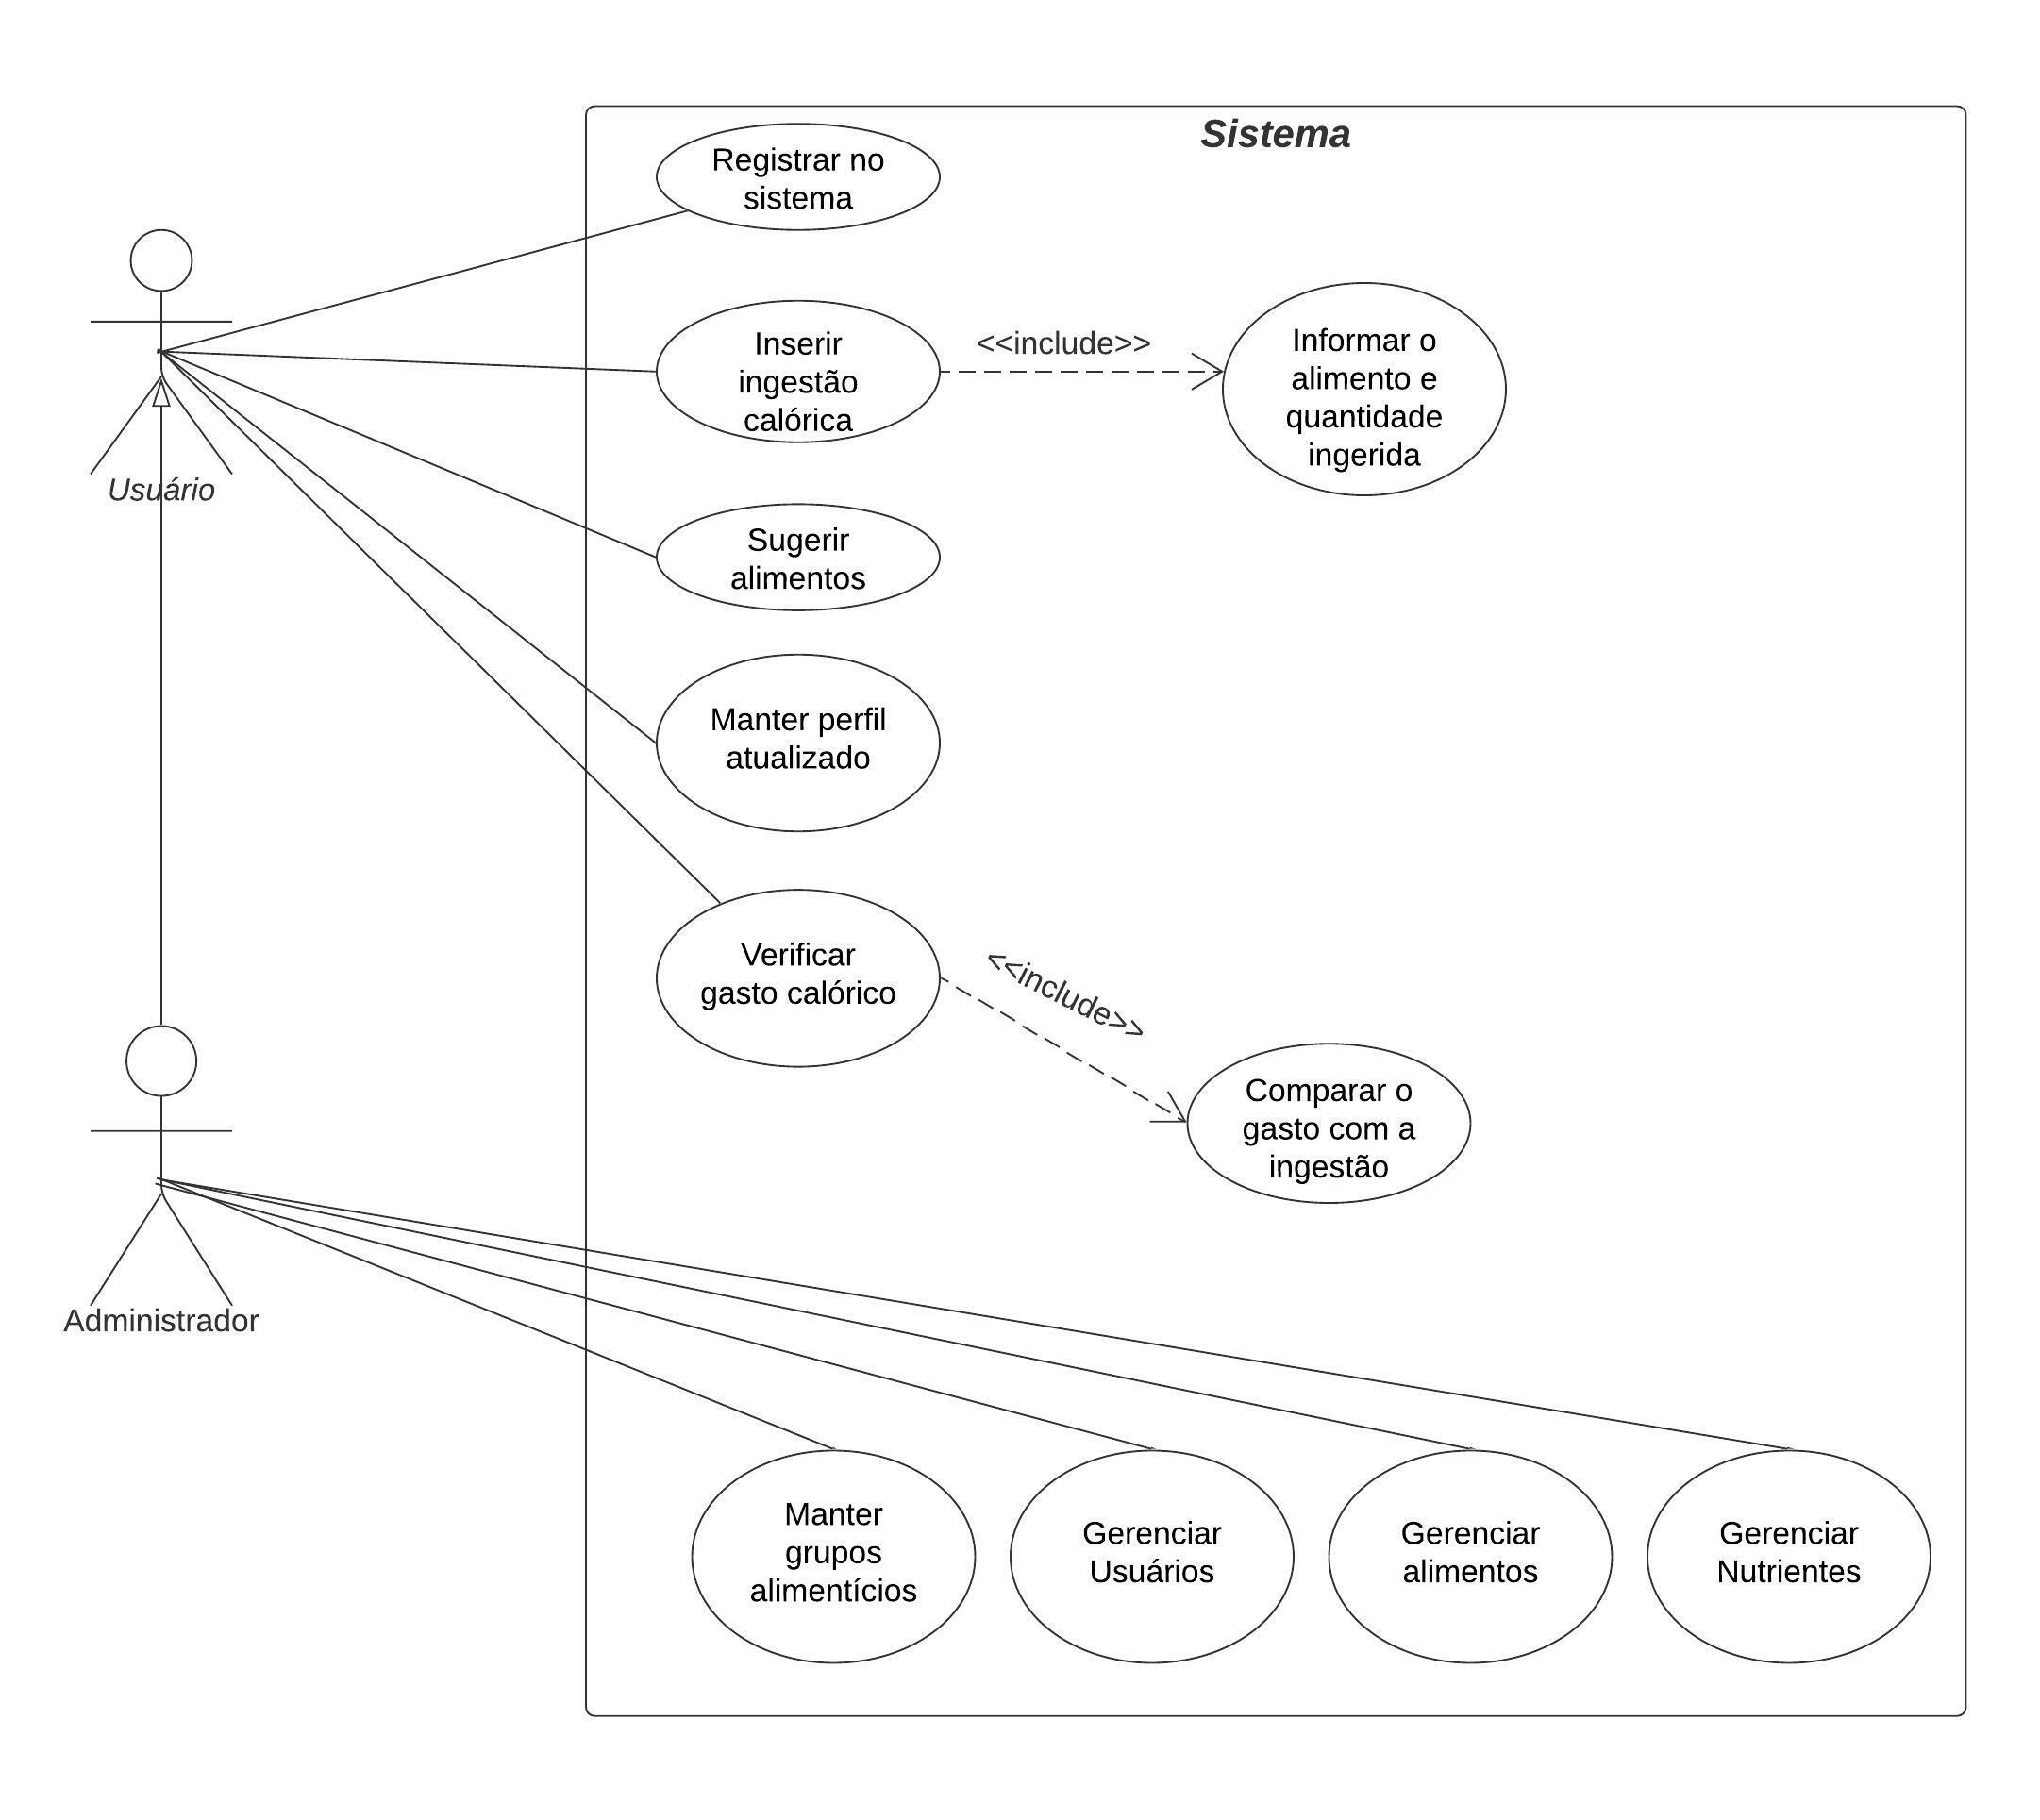 Sistema
Registrar no
sistema
Inserir
ingestão
calórica
<<include>>
Informar o
alimento e
quantidade
ingerida
Usuário
Sugerir
alimentos
Manter perfil
atualizado
Verificar
gasto calórico
<<include>>
Comparar o
gasto com a
ingestão
Administrador
Manter
grupos
alimentícios
Gerenciar
Usuários
Gerenciar
alimentos
Gerenciar
Nutrientes